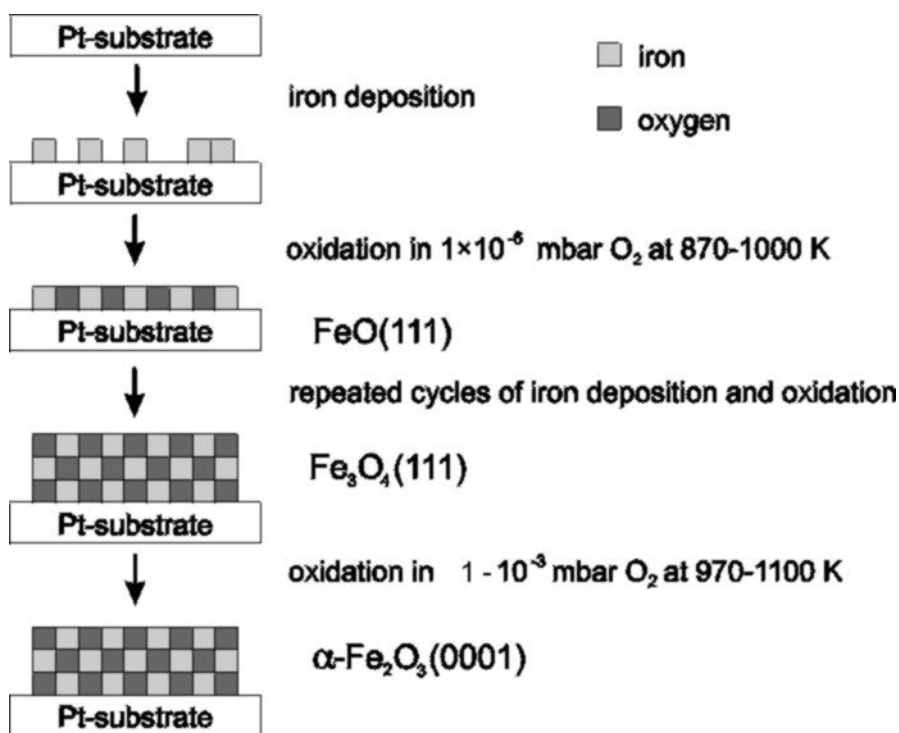 Pt-substrate
iron
iron deposition
oxygen
Pt-substrate
oxidation in 1×10⁻⁶ mbar O₂ at 870-1000 K
FeO(111)
Pt-substrate
repeated cycles of iron deposition and oxidation
Fe₃O₄(111)
Pt-substrate
oxidation in 1 - 10⁻³ mbar O₂ at 970-1100 K
α-Fe₂O₃(0001)
Pt-substrate